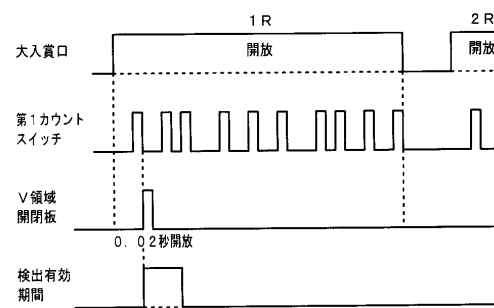 1R
2R
大入賞口
開放
開放
第1カウント
スイッチ
V領域
開閉板
0.02秒開放
検出有効
期間